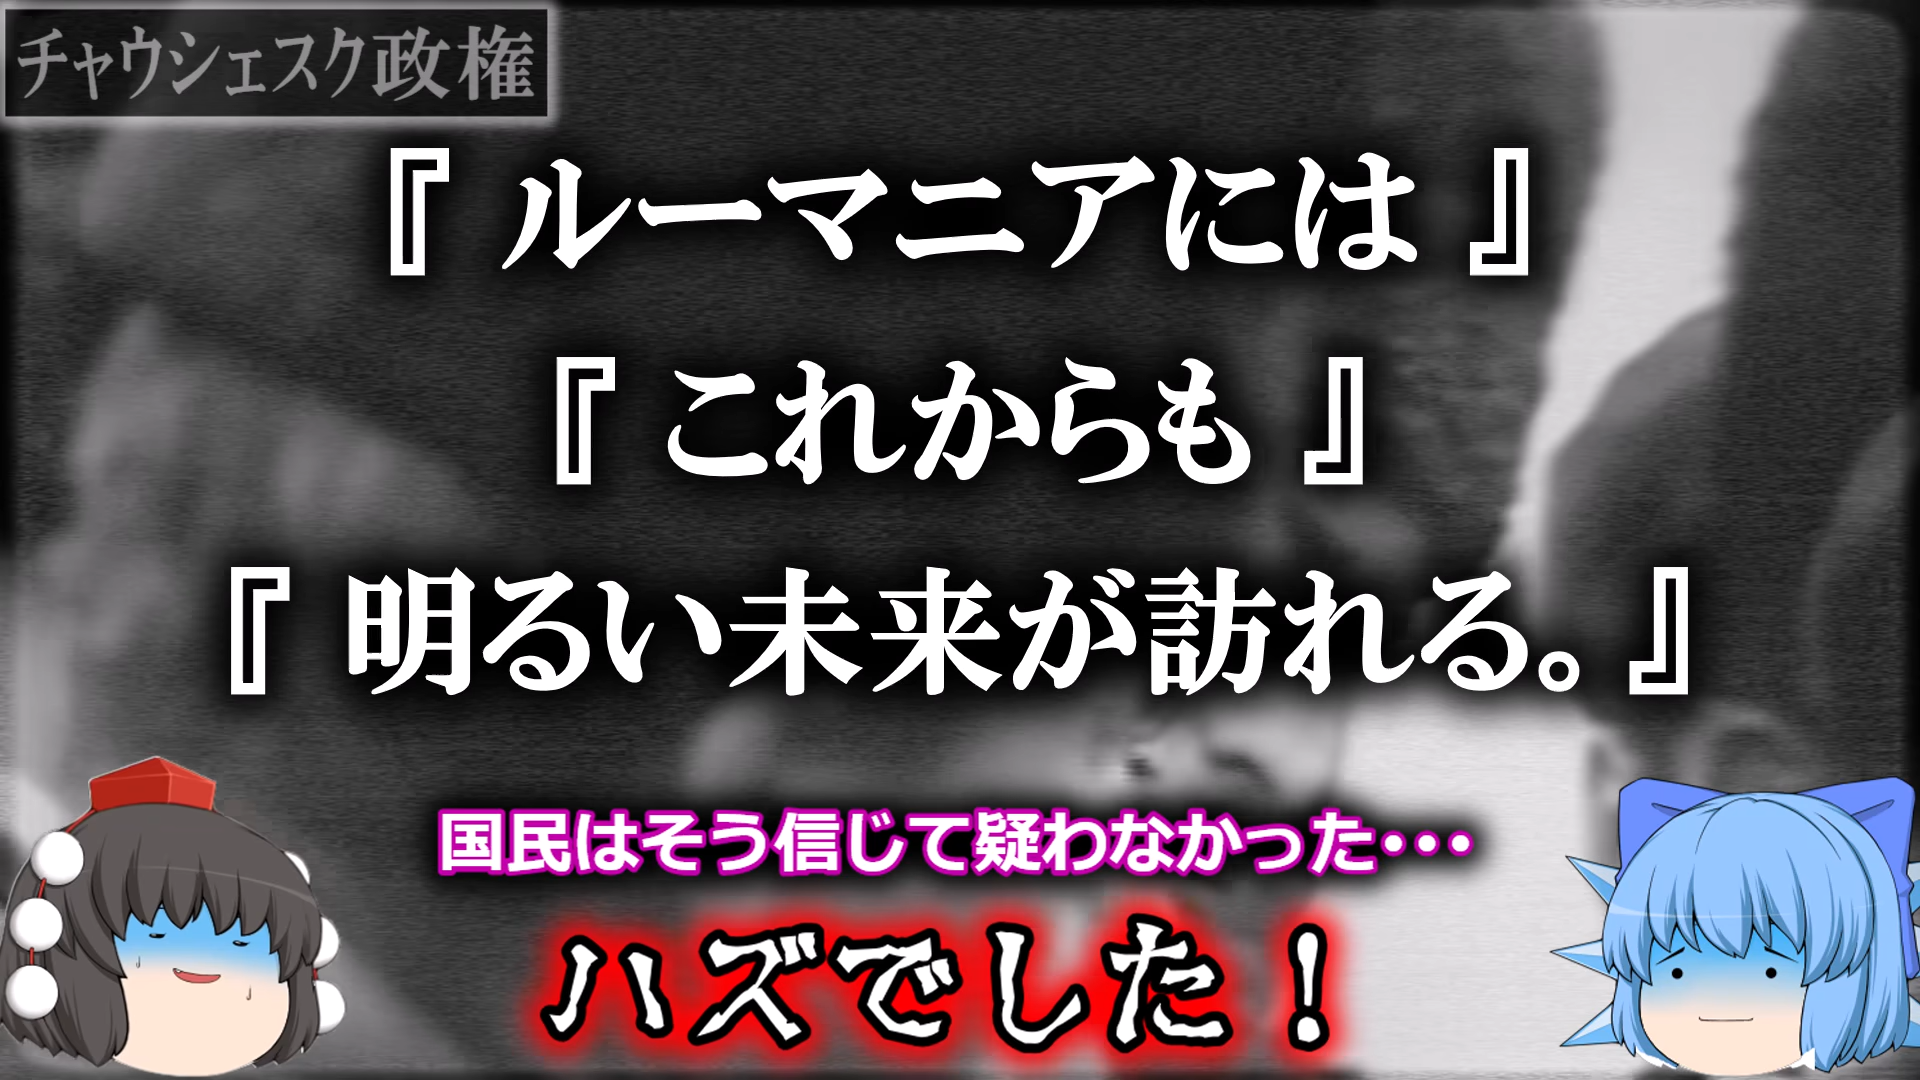 チャウシェスク政権
『 ルーマニアには 』
『 これからも 』
『 明るい未来が訪れる。』
国民はそう信じて疑わなかった･･･
ハズでした！